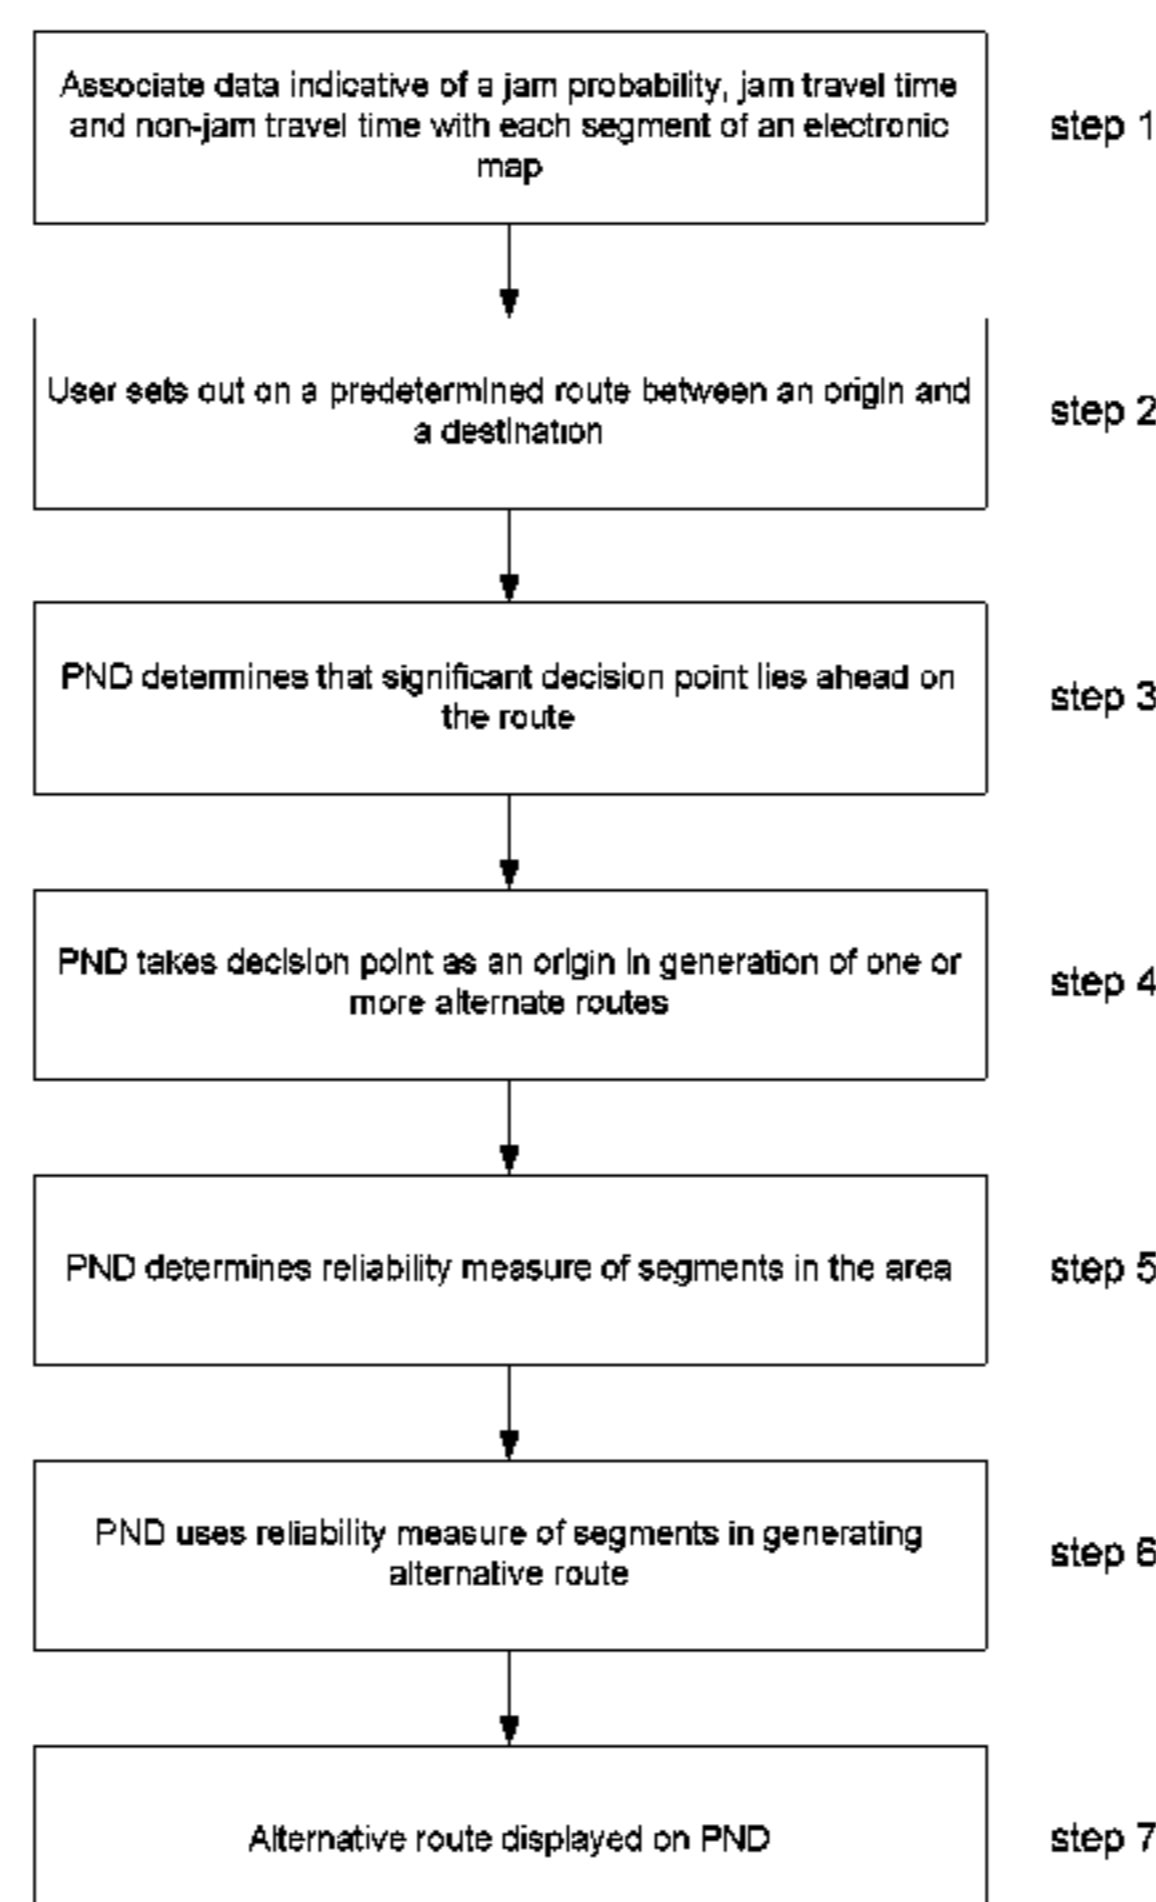 Associate data indicative of a jam probability, jam travel time
and non-jam travel time with each segment of an electronic
map
step 1
User sets out on a predetermined route between an origin and
a destination
step 2
PND determines that significant decision point lies ahead on
the route
step 3
PND takes decision point as an origin in generation of one or
more alternate routes
step 4
PND determines reliability measure of segments in the area
step 5
PND uses reliability measure of segments in generating
alternative route
step 6
Alternative route displayed on PND
step 7